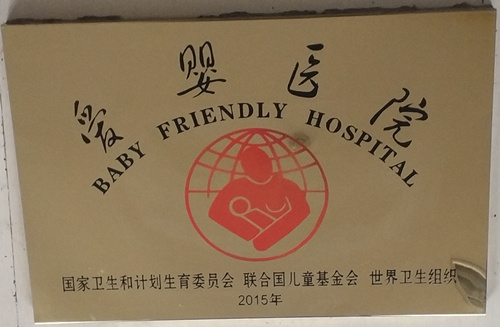 爱婴医院
BABY FRIENDLY HOSPITAL
国家卫生和计划生育委员会 联合国儿童基金会 世界卫生组织
2015年